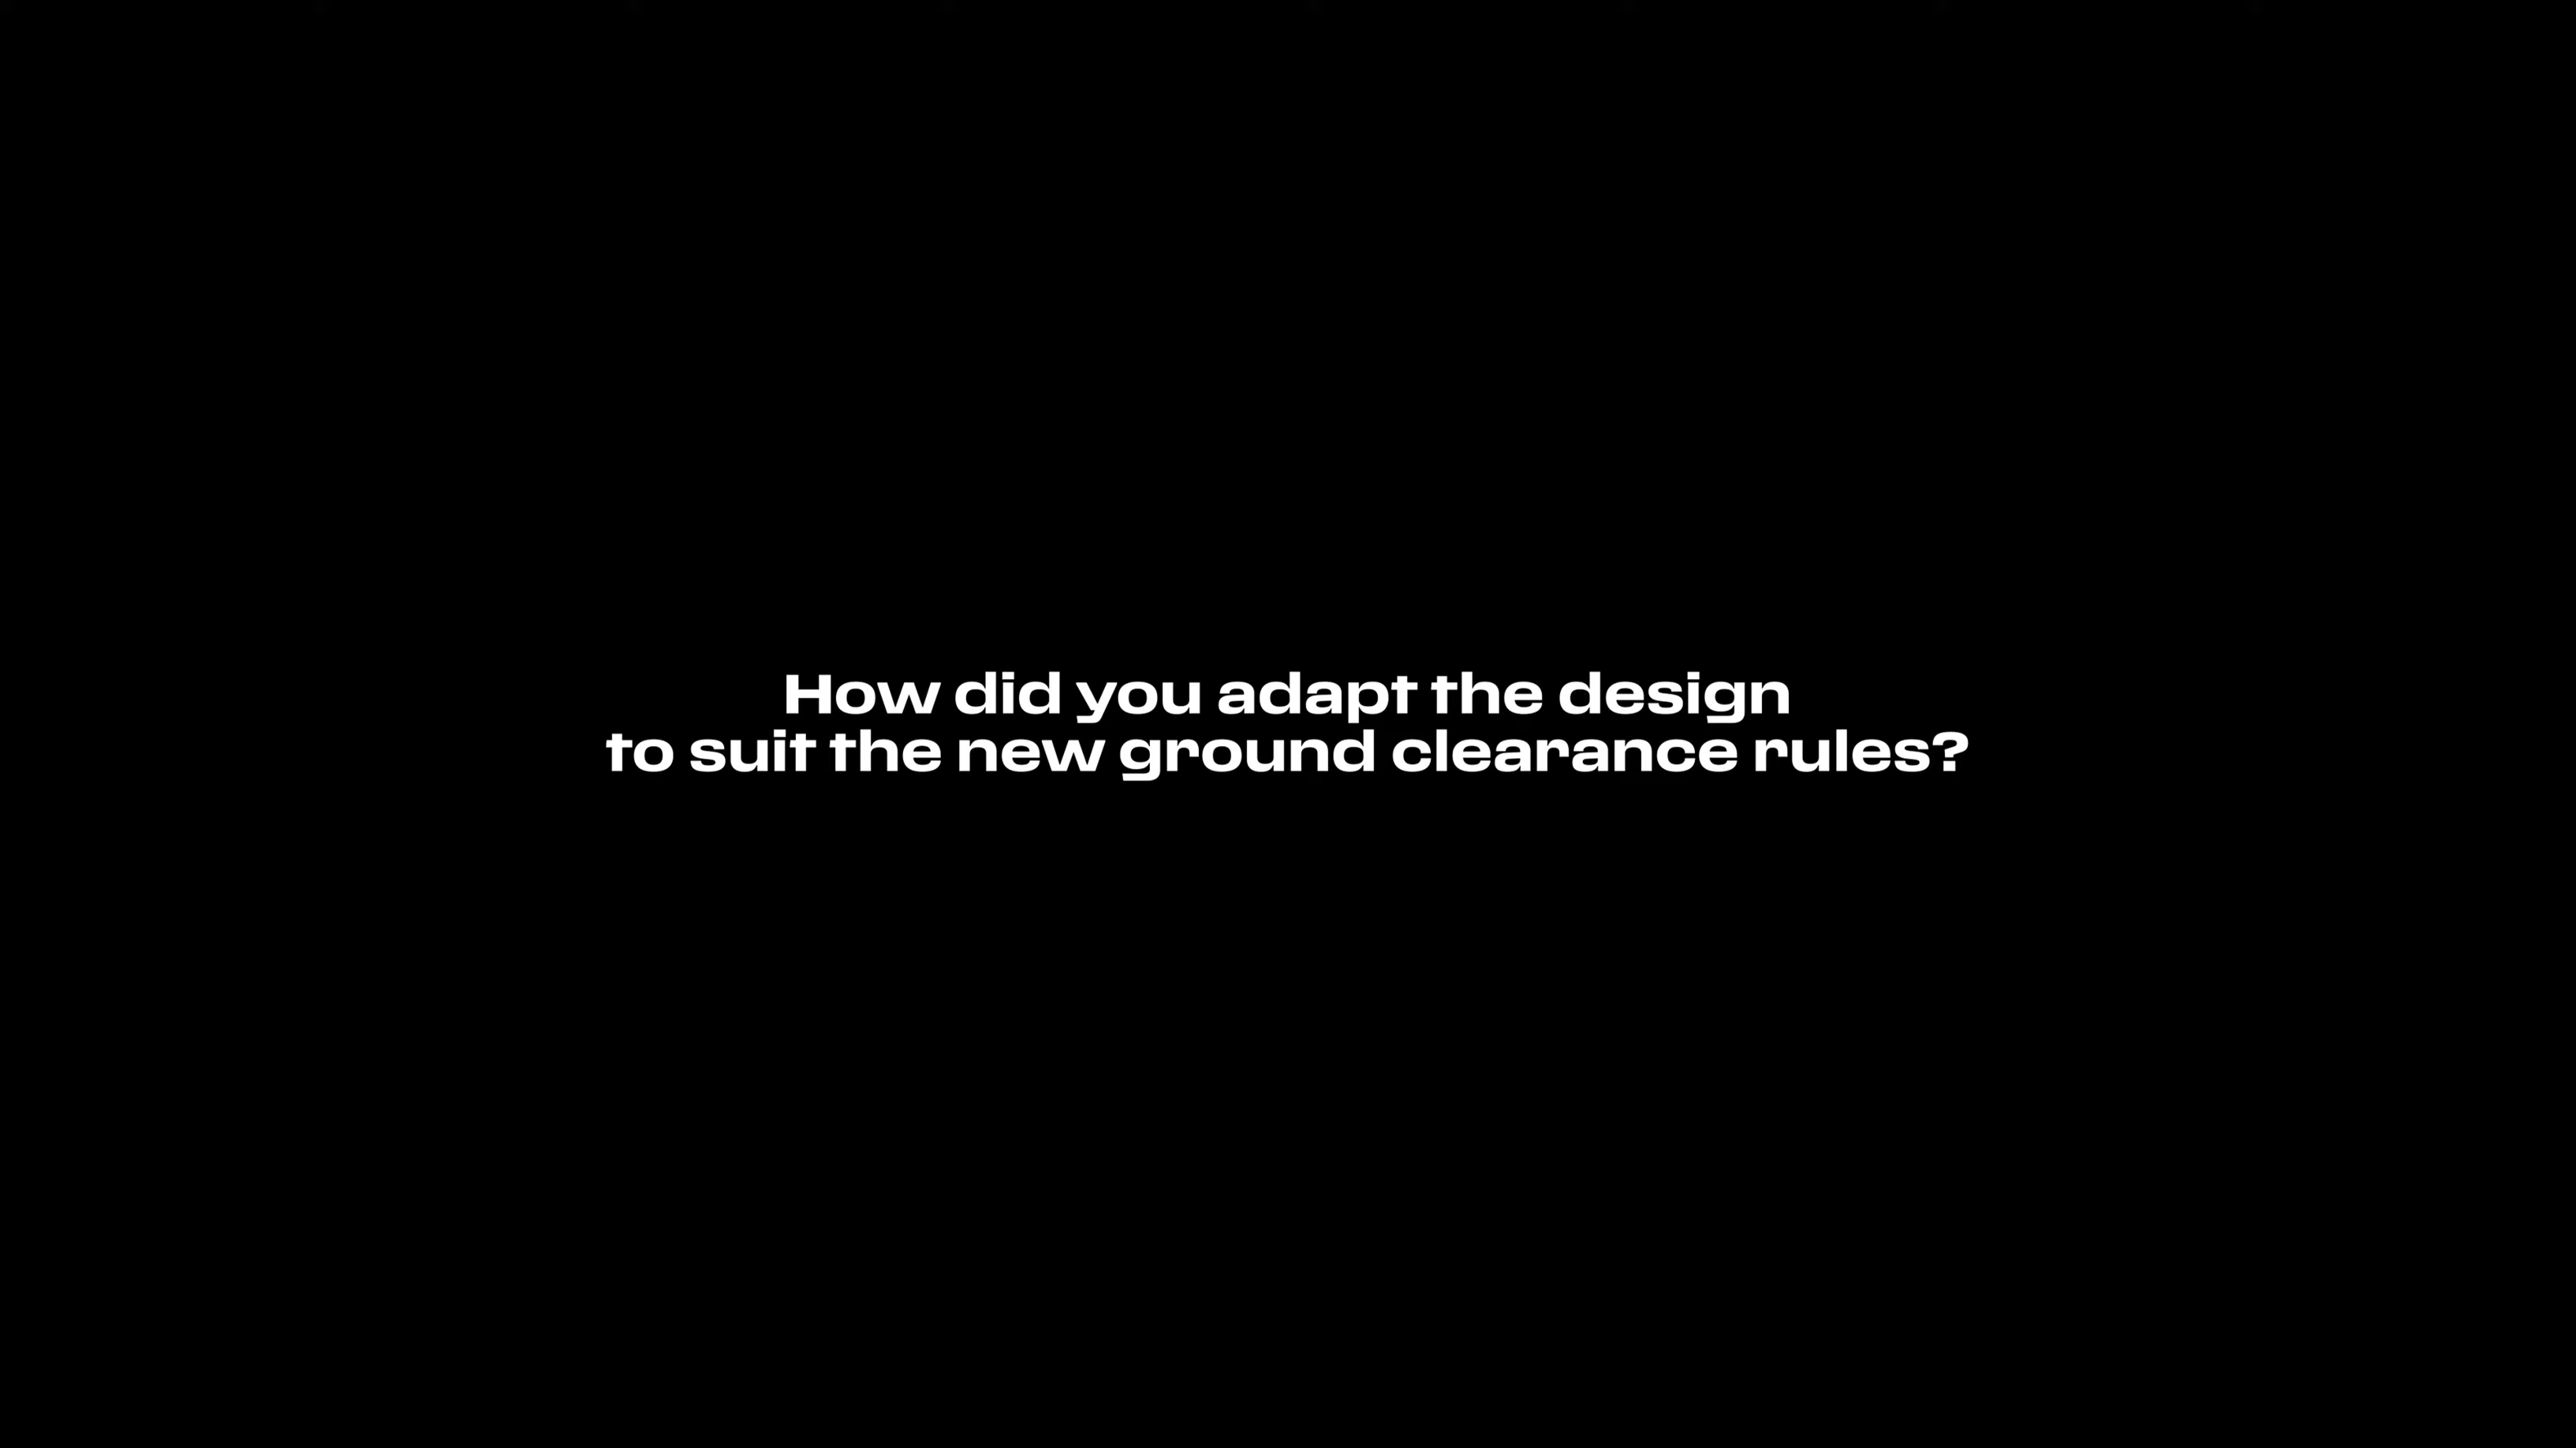 How did you adapt the design
to suit the new ground clearance rules?